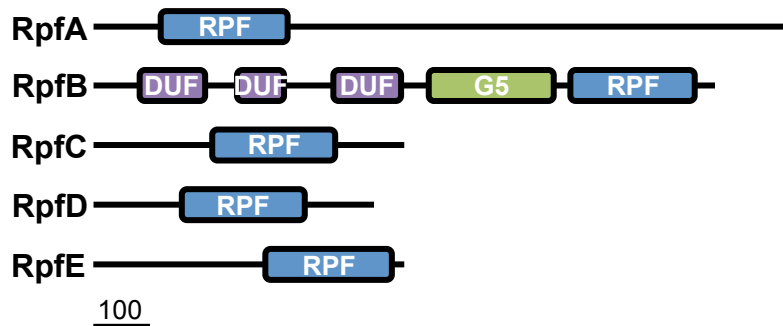 RpfA RPF
RpfB DUF DUF DUF G5 RPF
RpfC RPF
RpfD RPF
RpfE RPF
100